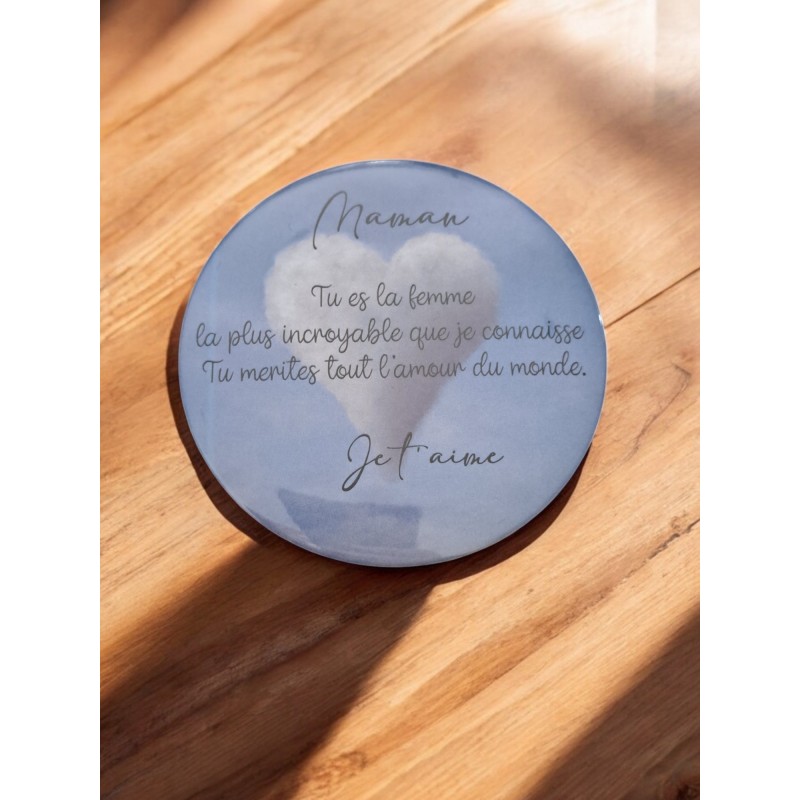 Maman
Tu es la femme
la plus incroyable que je connaisse
Tu merites tout l'amour du monde.
Je t'aime